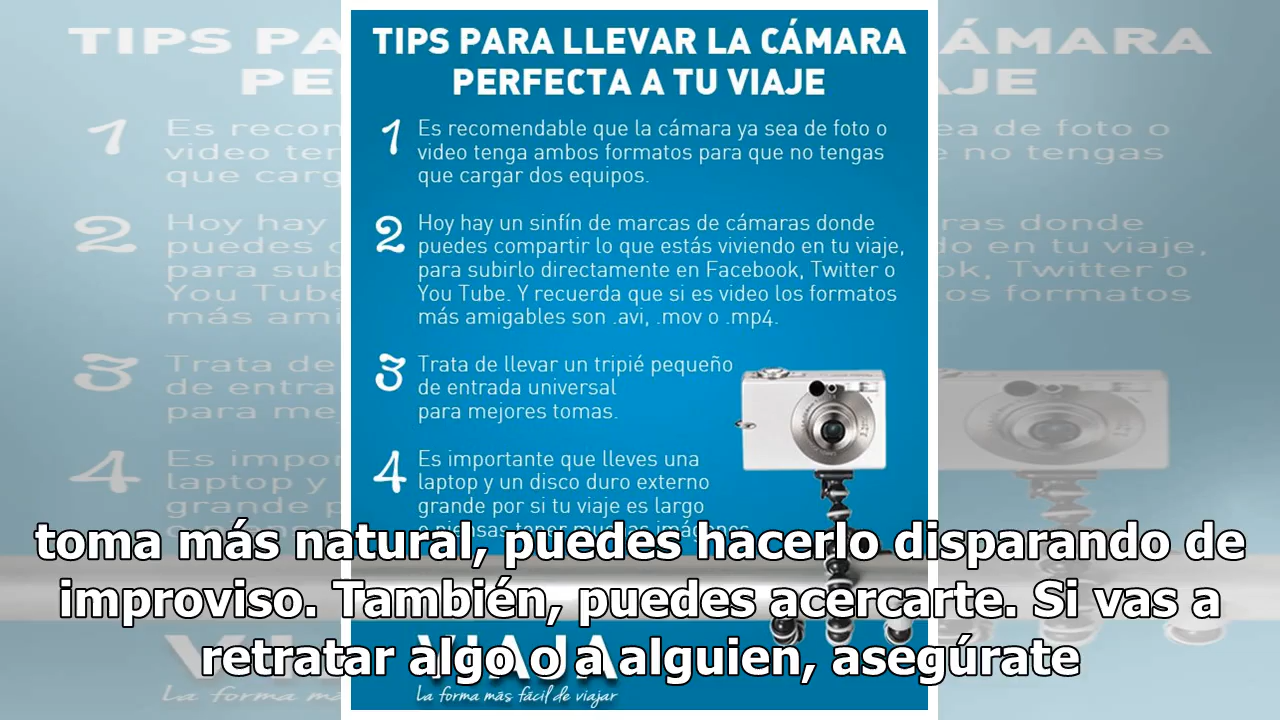 TIPS PARA LLEVAR LA CÁMARA
PERFECTA A TU VIAJE
1 Es recomendable que la cámara ya sea de foto o
video tenga ambos formatos para que no tengas
que cargar dos equipos.
2 Hoy hay un sinfín de marcas de cámaras donde
puedes compartir lo que estás viviendo en tu viaje,
para subirlo directamente en Facebook, Twitter o
You Tube. Y recuerda que si es video los formatos
más amigables son .avi, .mov o .mp4.
3 Trata de llevar un tripié pequeño
de entrada universal
para mejores tomas.
4 Es importante que lleves una
laptop y un disco duro externo
grande por si tu viaje es largo
o piensas tener muchas imágenes
toma más natural, puedes hacerlo disparando de
improviso. También, puedes acercarte. Si vas a
retratar algo o a alguien, asegúrate
VIAJA
La forma más fácil de viajar